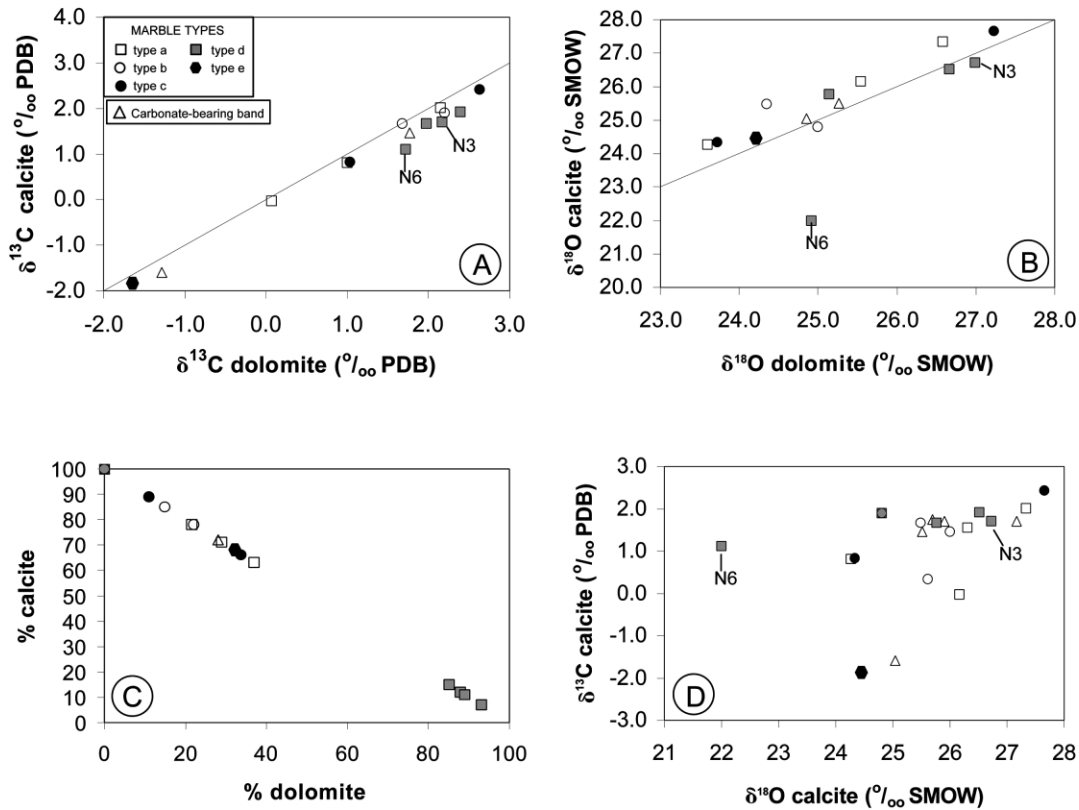 4.0
3.0
2.0
1.0
0.0
-1.0
-2.0
δ¹³C calcite (°/₀₀ PDB)
MARBLE TYPES
type a
type d
type b
type e
type c
Carbonate-bearing band
N3
N6
A
-2.0 -1.0 0.0 1.0 2.0 3.0
δ¹³C dolomite (°/₀₀ PDB)
28.0
27.0
26.0
25.0
24.0
23.0
22.0
21.0
20.0
δ¹⁸O calcite (°/₀₀ SMOW)
N3
N6
B
23.0 24.0 25.0 26.0 27.0 28.0
δ¹⁸O dolomite (°/₀₀ SMOW)
100
90
80
70
60
50
40
30
20
10
0
% calcite
C
0 20 40 60 80 100
% dolomite
3.0
2.0
1.0
0.0
-1.0
-2.0
-3.0
δ¹³C calcite (°/₀₀ PDB)
N6
N3
D
21 22 23 24 25 26 27 28
δ¹⁸O calcite (°/₀₀ SMOW)